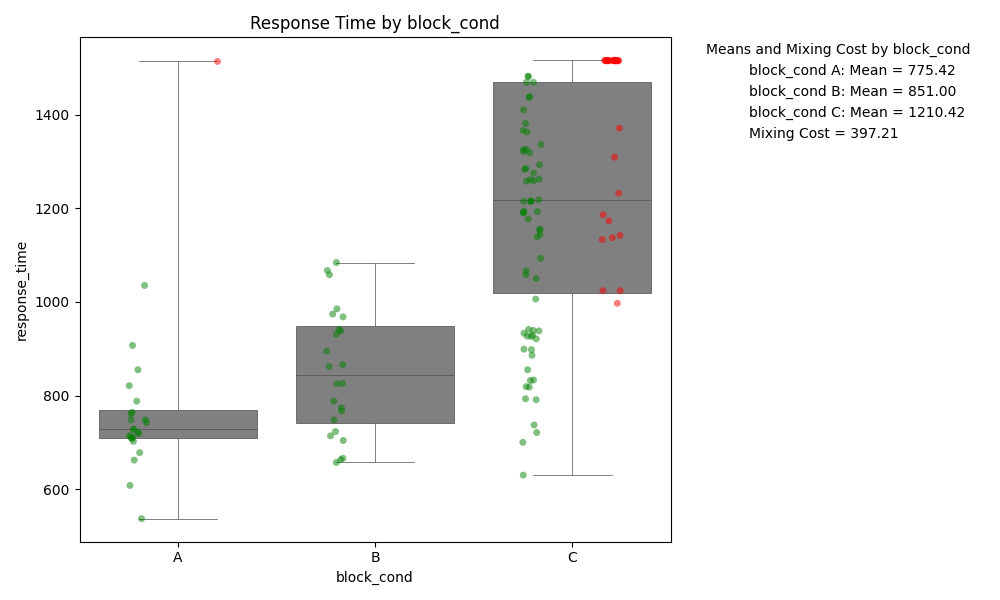 Response Time by block_cond
Means and Mixing Cost by block_cond
block_cond A: Mean = 775.42
block_cond B: Mean = 851.00
block_cond C: Mean = 1210.42
Mixing Cost = 397.21
response_time
1400
1200
1000
800
600
A
B
C
block_cond